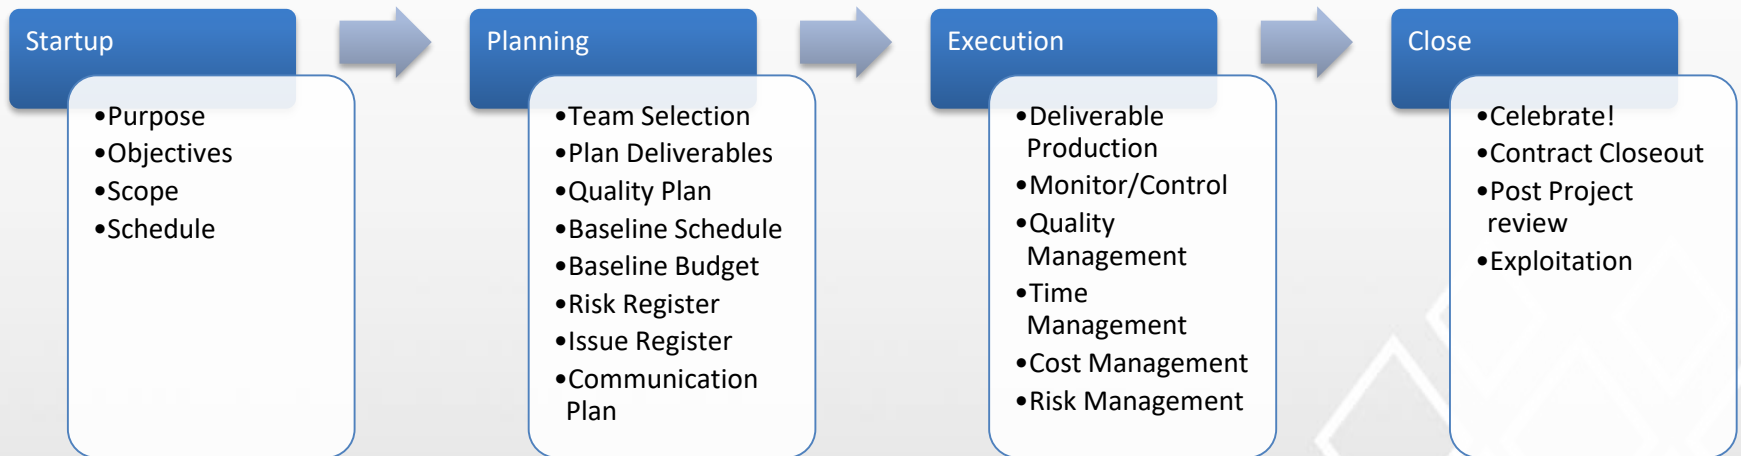 Startup
•Purpose
•Objectives
•Scope
•Schedule
Planning
•Team Selection
•Plan Deliverables
•Quality Plan
•Baseline Schedule
•Baseline Budget
•Risk Register
•Issue Register
•Communication
Plan
Execution
•Deliverable
Production
•Monitor/Control
•Quality
Management
•Time
Management
•Cost Management
•Risk Management
Close
•Celebrate!
•Contract Closeout
•Post Project
review
•Exploitation